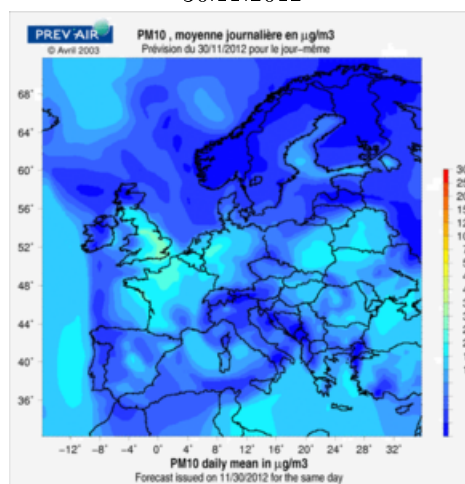 PREV'AIR
© Avril 2003
PM10 , moyenne journalière en µg/m3
Prévision du 30/11/2012 pour le jour-même
68°
64°
60°
56°
52°
48°
44°
40°
36°
-12° -8° -4° 0° 4° 8° 12° 16° 20° 24° 28° 32°
PM10 daily mean in µg/m3
Forecast issued on 11/30/2012 for the same day